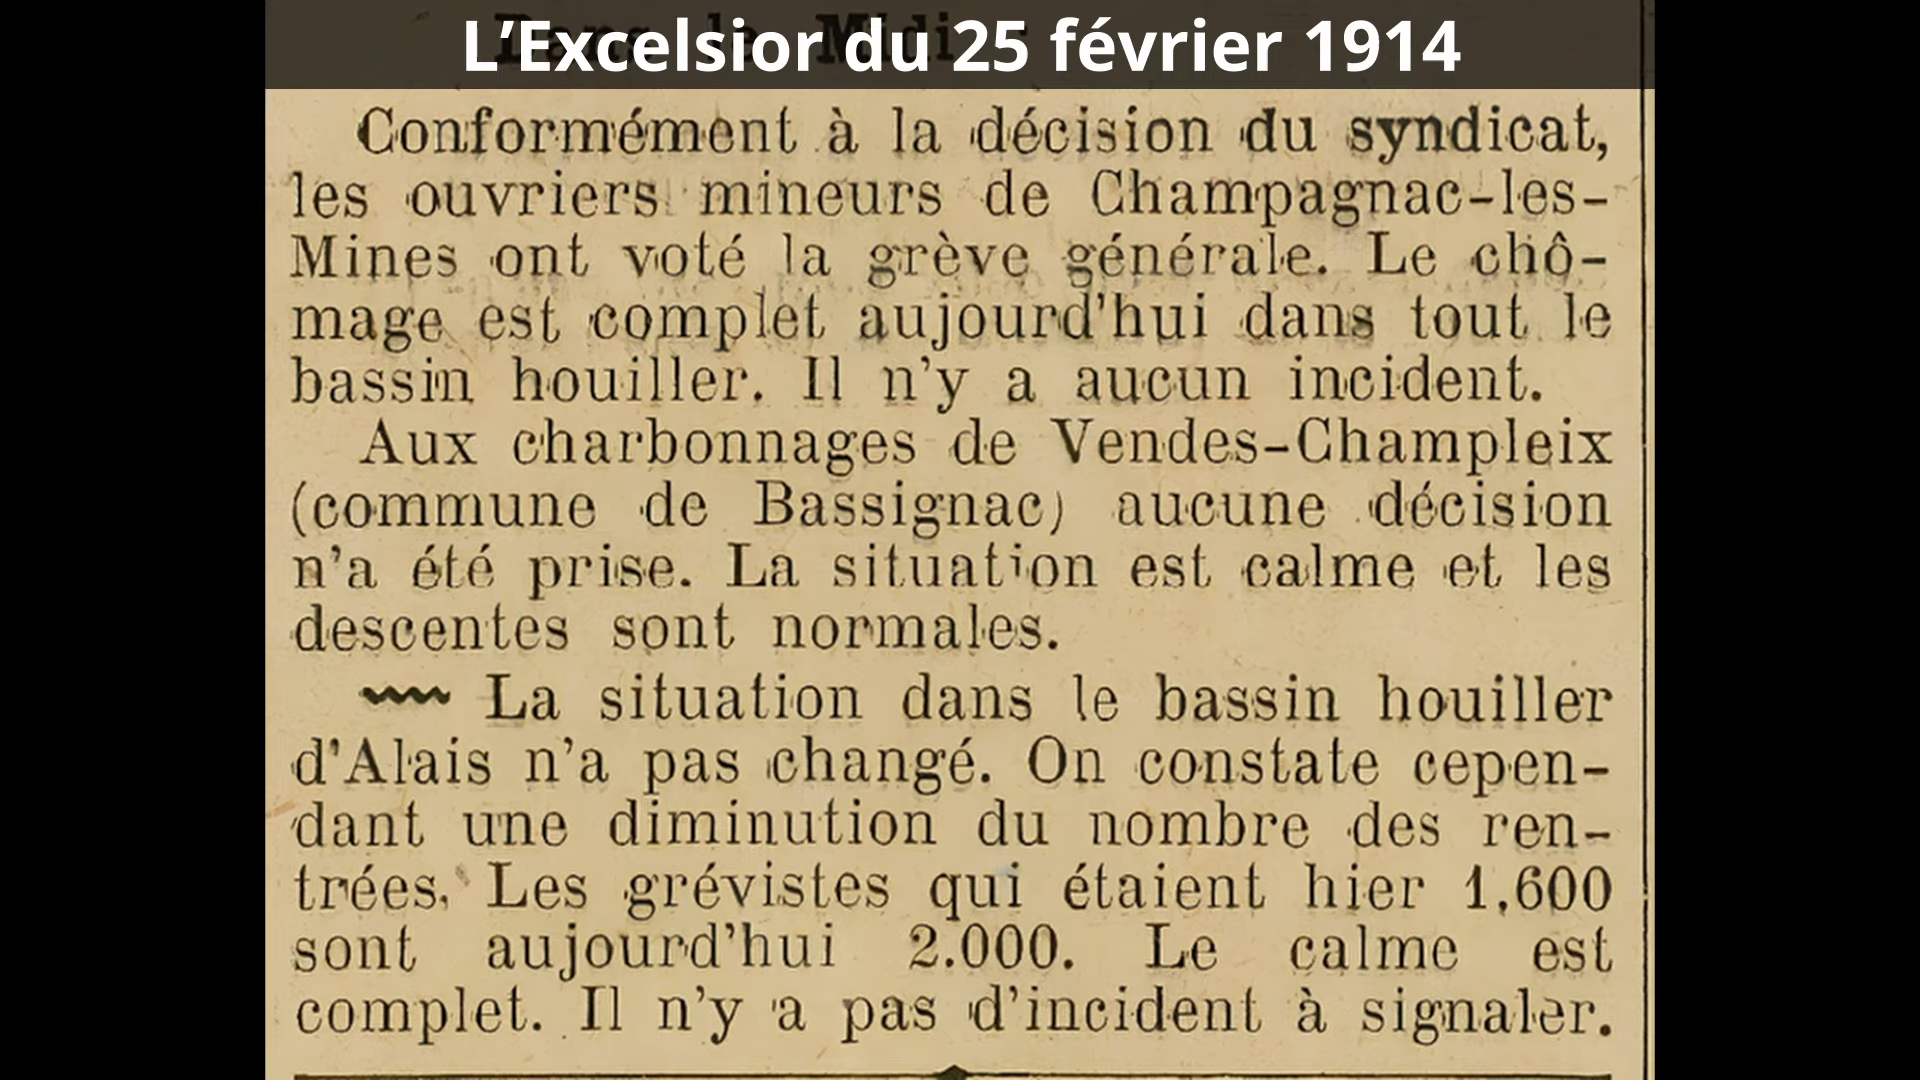 L’Excelsior du 25 février 1914
Dans le Midi
Conformément à la décision du syndicat,
les ouvriers mineurs de Champagnac-les-
Mines ont voté la grève générale. Le chô-
mage est complet aujourd'hui dans tout le
bassin houiller. Il n'y a aucun incident.
Aux charbonnages de Vendes-Champleix
(commune de Bassignac) aucune décision
n'a été prise. La situation est calme et les
descentes sont normales.
La situation dans le bassin houiller
d'Alais n'a pas changé. On constate cepen-
dant une diminution du nombre des ren-
trées. Les grévistes qui étaient hier 1.600
sont aujourd'hui 2.000. Le calme est
complet. Il n'y a pas d'incident à signaler.